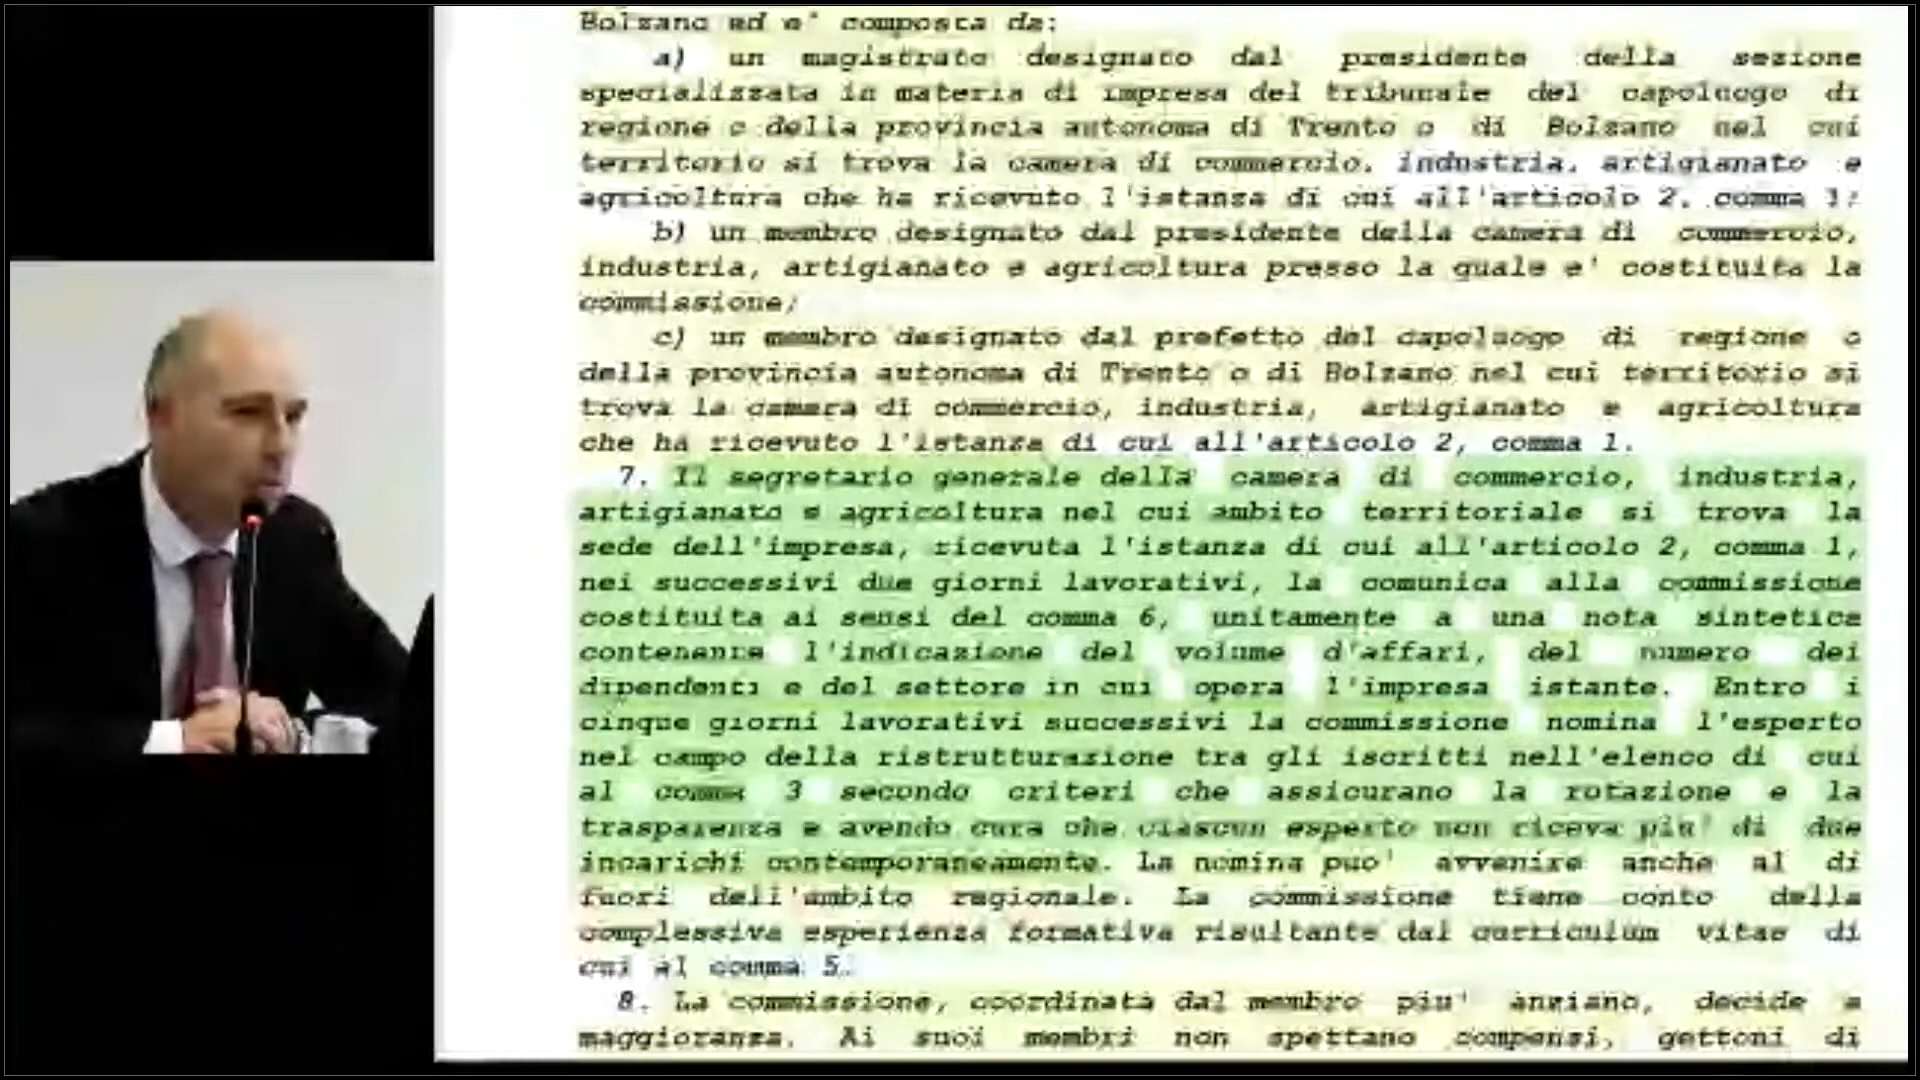 Bolzano ed e' composta da:
a) un magistrato designato dal presidente della sezione
specializzata in materia di impresa del tribunale del capoluogo di
regione o della provincia autonoma di Trento o di Bolzano nel cui
territorio si trova la camera di commercio, industria, artigianato e
agricoltura che ha ricevuto l'istanza di cui all'articolo 2, comma 1;
b) un membro designato dal presidente della camera di commercio,
industria, artigianato e agricoltura presso la quale e' costituita la
commissione;
c) un membro designato dal prefetto del capoluogo di regione o
della provincia autonoma di Trento o di Bolzano nel cui territorio si
trova la camera di commercio, industria, artigianato e agricoltura
che ha ricevuto l'istanza di cui all'articolo 2, comma 1.
7. Il segretario generale della camera di commercio, industria,
artigianato e agricoltura nel cui ambito territoriale si trova la
sede dell'impresa, ricevuta l'istanza di cui all'articolo 2, comma 1,
nei successivi due giorni lavorativi, la comunica alla commissione
costituita ai sensi del comma 6, unitamente a una nota sintetica
contenente l'indicazione del volume d'affari, del numero dei
dipendenti e del settore in cui opera l'impresa istante. Entro i
cinque giorni lavorativi successivi la commissione nomina l'esperto
nel campo della ristrutturazione tra gli iscritti nell'elenco di cui
al comma 3 secondo criteri che assicurano la rotazione e la
trasparenza e avendo cura che ciascun esperto non riceva piu' di due
incarichi contemporaneamente. La nomina puo' avvenire anche al di
fuori dell'ambito regionale. La commissione tiene conto della
complessiva esperienza formativa risultante dal curriculum vitae di
cui al comma 5.
8. La commissione, coordinata dal membro piu' anziano, decide a
maggioranza. Ai suoi membri non spettano compensi, gettoni di